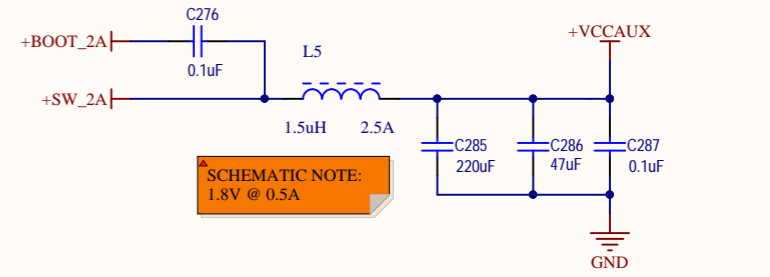 C276
+BOOT_2A
0.1uF
+SW_2A
L5
1.5uH 2.5A
+VCCAUX
C285
220uF
C286
47uF
C287
0.1uF
SCHEMATIC NOTE:
1.8V @ 0.5A
GND